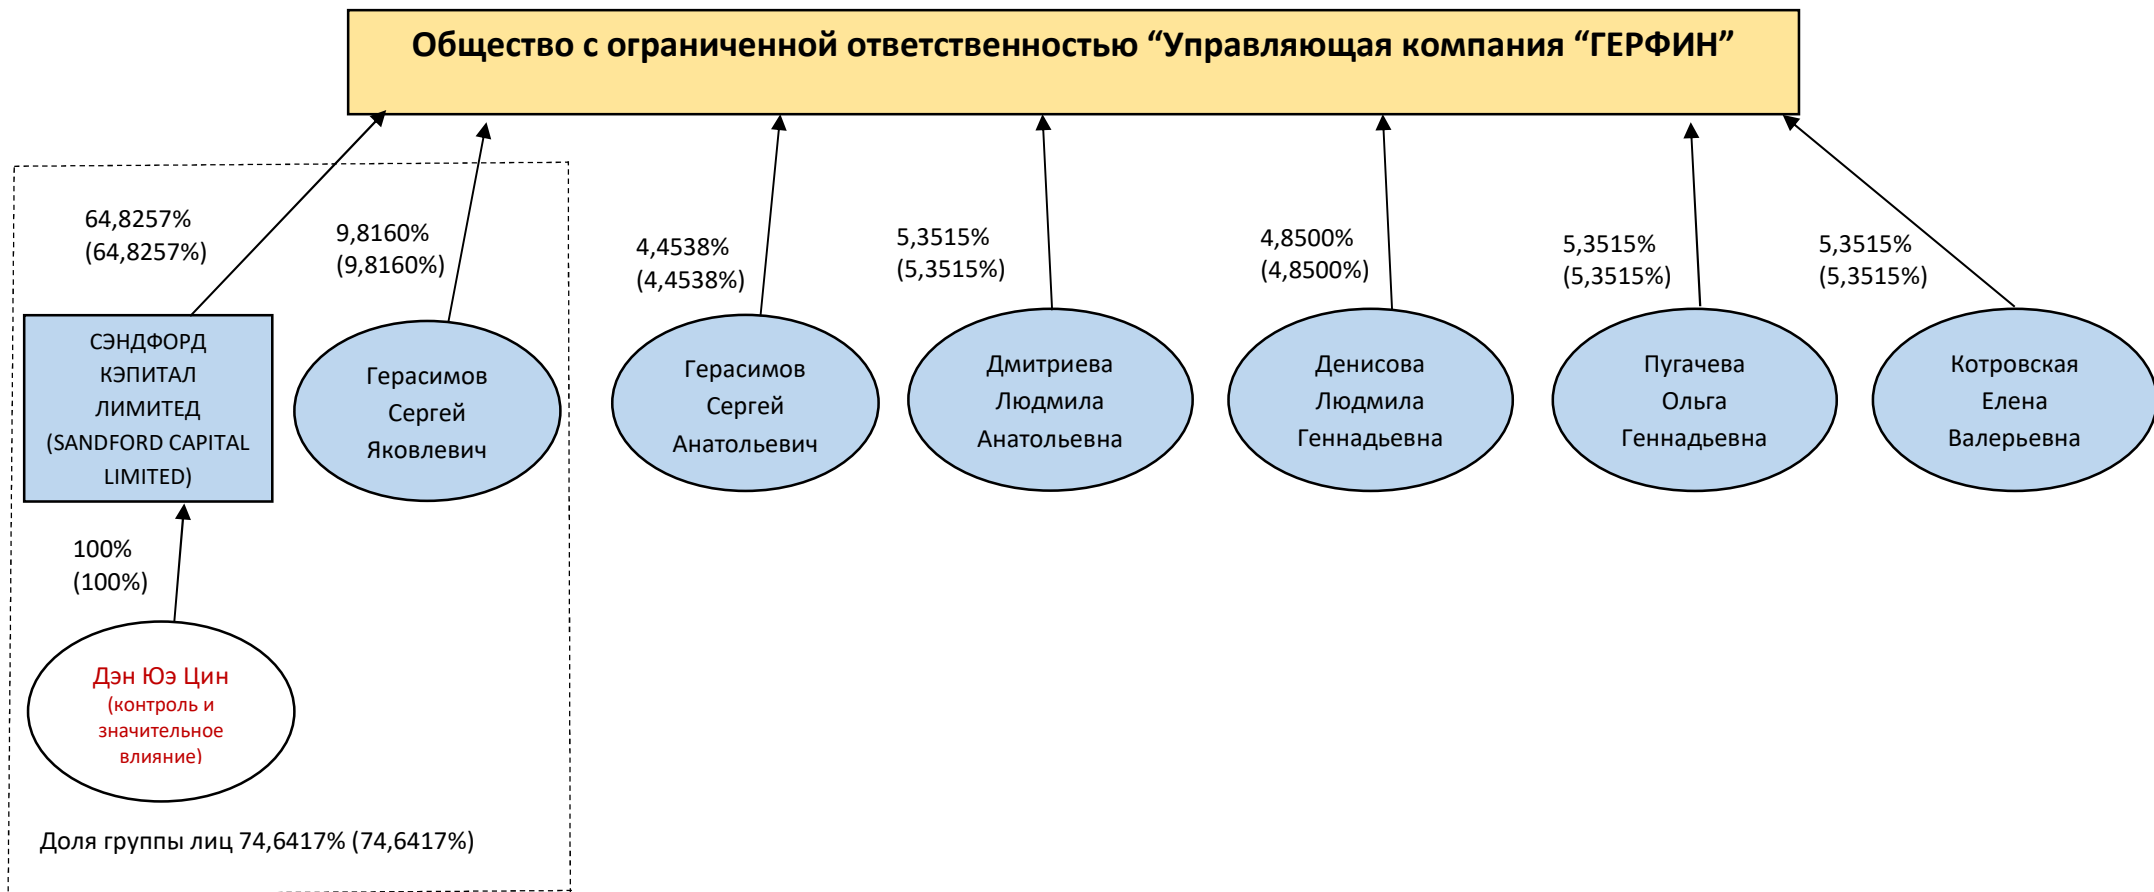 Общество с ограниченной ответственностью “Управляющая компания “ГЕРФИН”
64,8257%
(64,8257%)
9,8160%
(9,8160%)
4,4538%
(4,4538%)
5,3515%
(5,3515%)
4,8500%
(4,8500%)
5,3515%
(5,3515%)
5,3515%
(5,3515%)
СЭНДФОРД
КЭПИТАЛ
ЛИМИТЕД
(SANDFORD CAPITAL
LIMITED)
Герасимов
Сергей
Яковлевич
Герасимов
Сергей
Анатольевич
Дмитриева
Людмила
Анатольевна
Денисова
Людмила
Геннадьевна
Пугачева
Ольга
Геннадьевна
Котровская
Елена
Валерьевна
100%
(100%)
Дэн Юэ Цин
(контроль и
значительное
влияние)
Доля группы лиц 74,6417% (74,6417%)